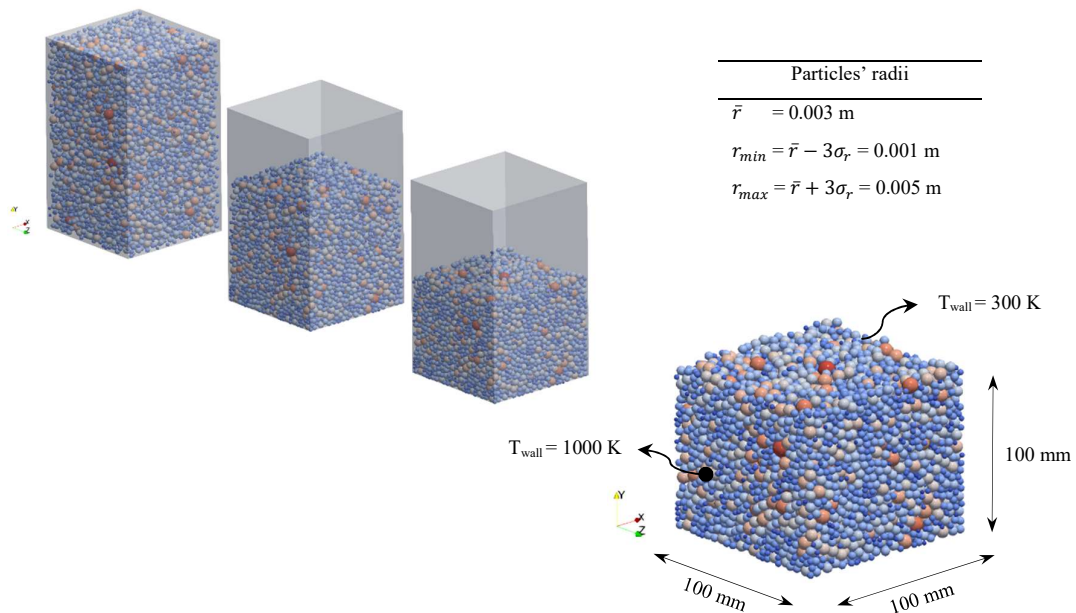 Particles’ radii
r̄ = 0.003 m
r_min = r̄ − 3σ_r = 0.001 m
r_max = r̄ + 3σ_r = 0.005 m
Y
X
Z
T_wall = 300 K
T_wall = 1000 K
100 mm
Y
X
Z
100 mm
100 mm